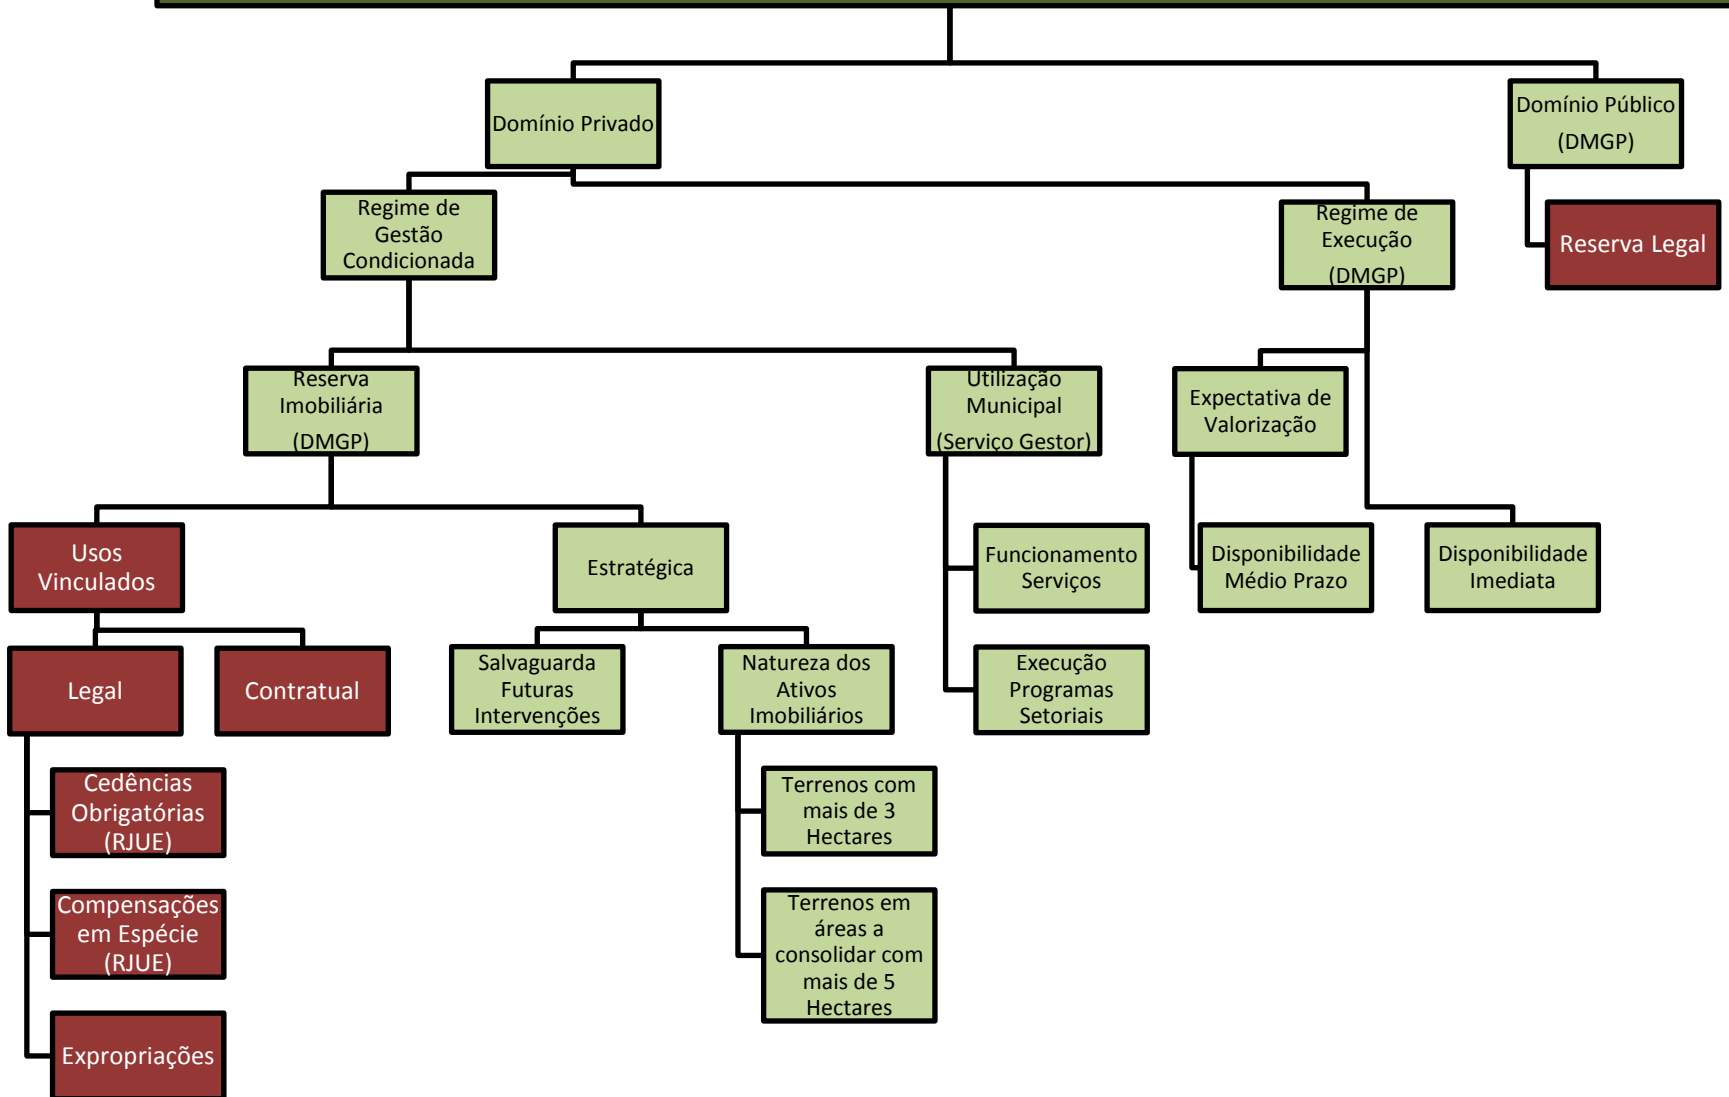 Domínio Privado
Domínio Público
(DMGP)
Regime de
Gestão
Condicionada
Regime de
Execução
(DMGP)
Reserva Legal
Reserva
Imobiliária
(DMGP)
Utilização
Municipal
(Serviço Gestor)
Expectativa de
Valorização
Usos
Vinculados
Estratégica
Funcionamento
Serviços
Disponibilidade
Médio Prazo
Disponibilidade
Imediata
Legal
Contratual
Salvaguarda
Futuras
Intervenções
Natureza dos
Ativos
Imobiliários
Execução
Programas
Setoriais
Cedências
Obrigatórias
(RJUE)
Terrenos com
mais de 3
Hectares
Compensações
em Espécie
(RJUE)
Terrenos em
áreas a
consolidar com
mais de 5
Hectares
Expropriações